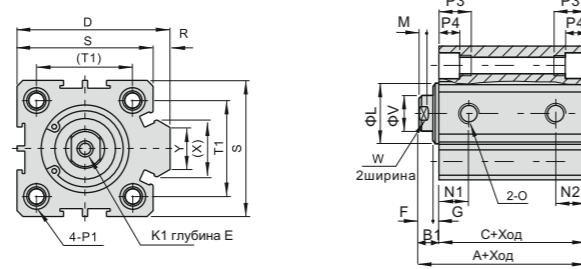 D
S
R
(T1)
Y
(X)
T1
S
4-P1
K1 глубина E
P3
P3
M
P4
P4
ΦL
ΦV
W
2ширина
N1
2-O
N2
F
G
B1
C+Ход
A+Ход